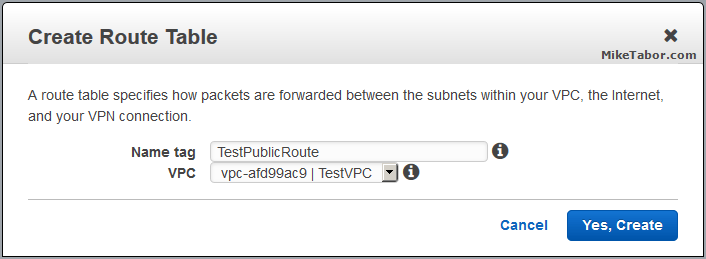 Create Route Table
MikeTabor.com
A route table specifies how packets are forwarded between the subnets within your VPC, the Internet,
and your VPN connection.
Name tag TestPublicRoute
VPC vpc-afd99ac9 | TestVPC
Cancel Yes, Create